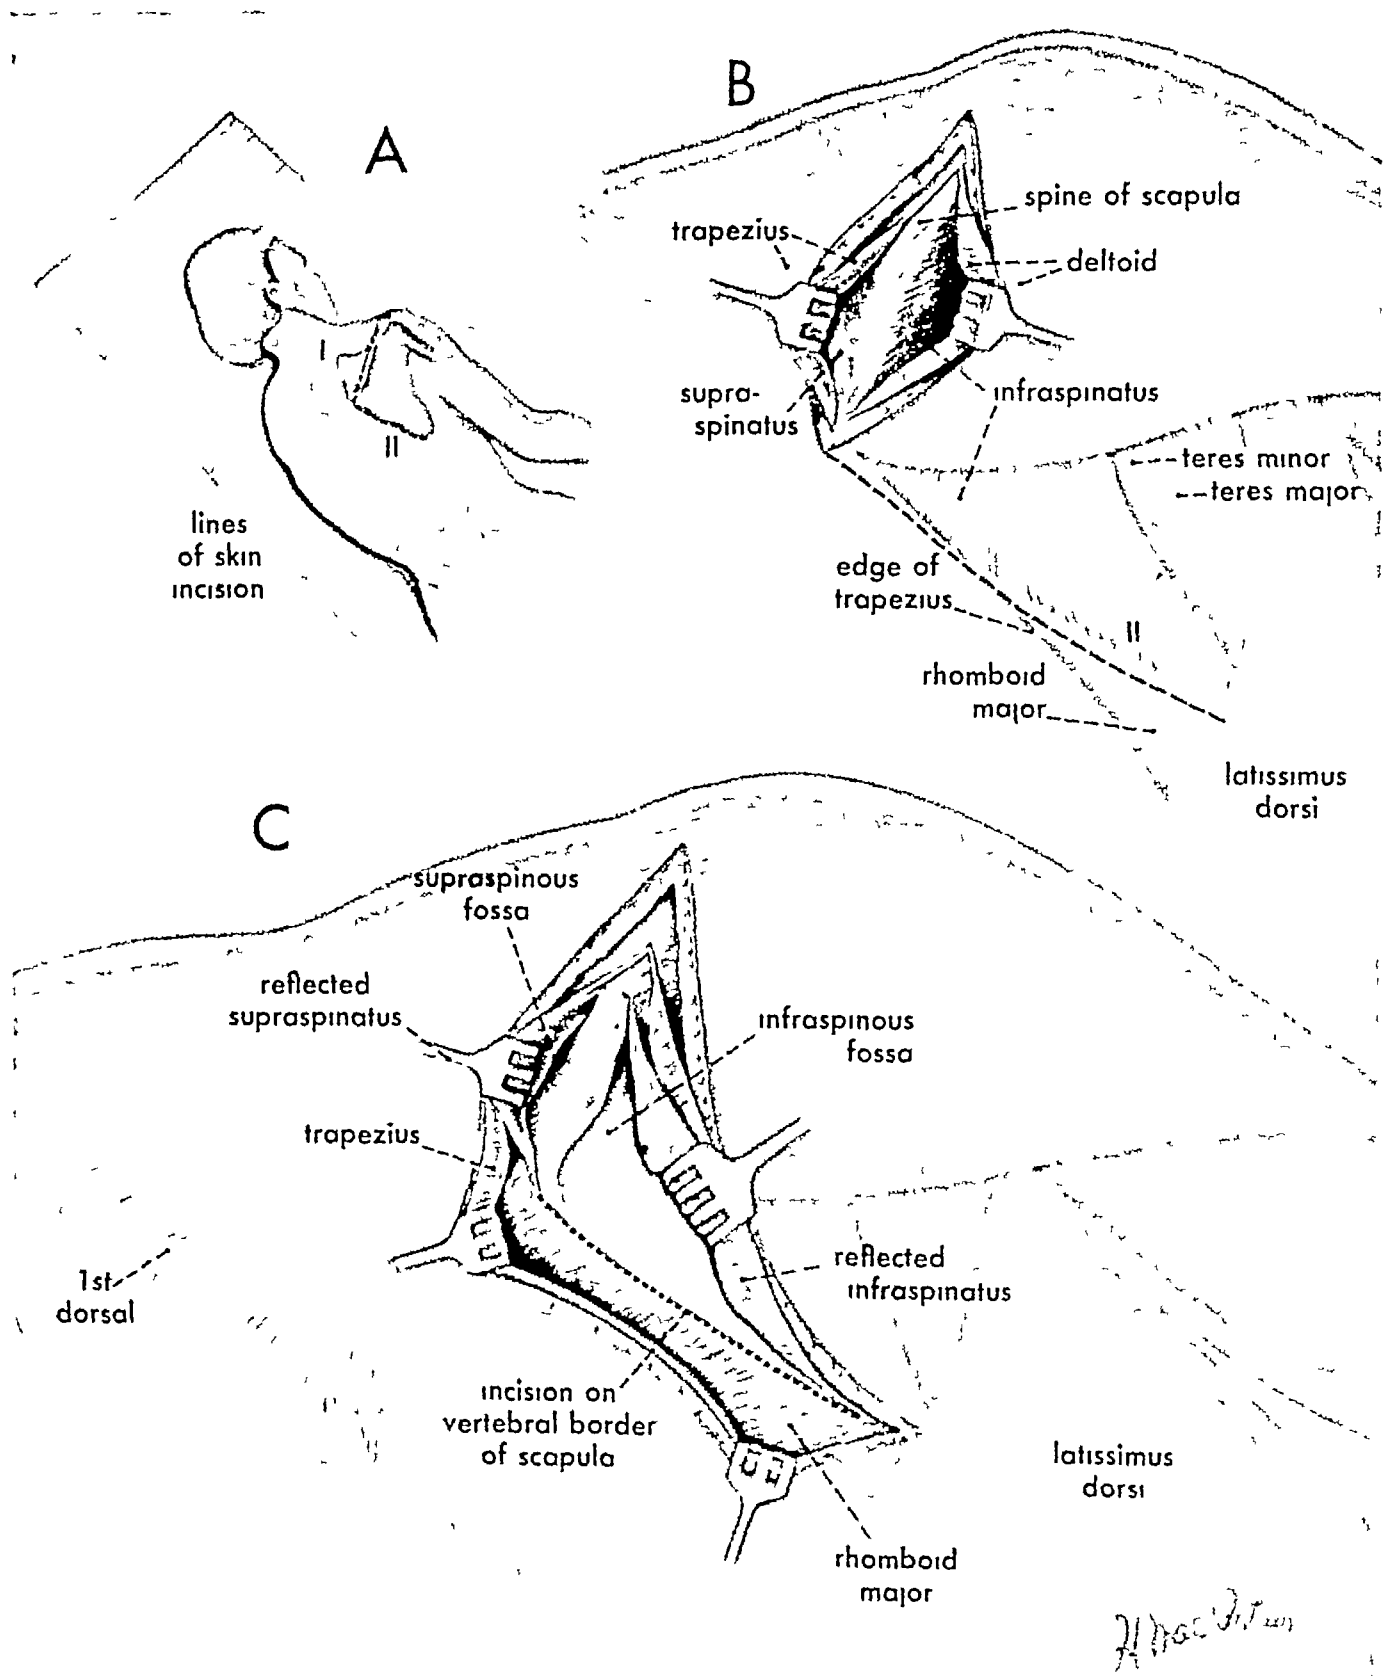 A
I
II
lines
of skin
incision
B
spine of scapula
trapezius
deltoid
supra-
spinatus
infraspinatus
teres minor
teres major
edge of
trapezius
II
rhomboid
major
latissimus
dorsi
C
supraspinous
fossa
reflected
supraspinatus
infraspinous
fossa
trapezius
1st
dorsal
reflected
infraspinatus
incision on
vertebral border
of scapula
latissimus
dorsi
rhomboid
major